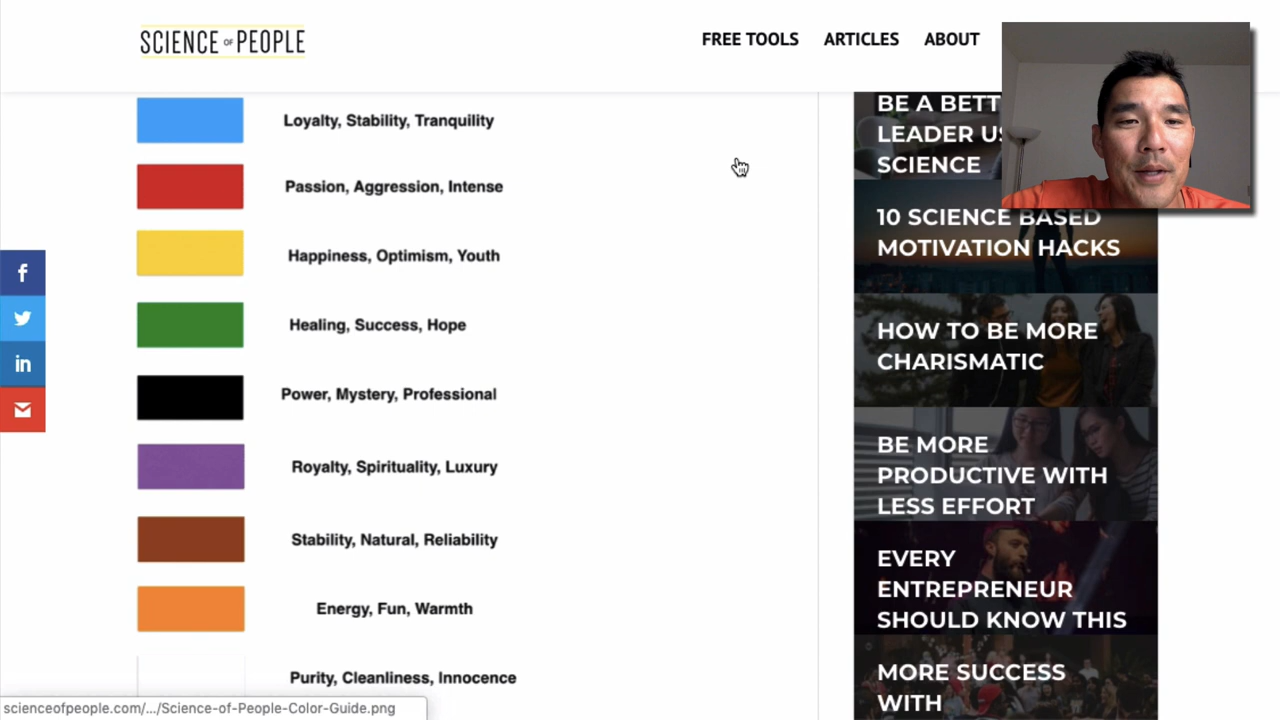 SCIENCE OF PEOPLE
FREE TOOLS
ARTICLES
ABOUT
Loyalty, Stability, Tranquility
Passion, Aggression, Intense
Happiness, Optimism, Youth
Healing, Success, Hope
Power, Mystery, Professional
Royalty, Spirituality, Luxury
Stability, Natural, Reliability
Energy, Fun, Warmth
Purity, Cleanliness, Innocence
f
in
BE A BETT
LEADER US
SCIENCE
10 SCIENCE BASED
MOTIVATION HACKS
HOW TO BE MORE
CHARISMATIC
BE MORE
PRODUCTIVE WITH
LESS EFFORT
EVERY
ENTREPRENEUR
SHOULD KNOW THIS
MORE SUCCESS
WITH
scienceofpeople.com/.../Science-of-People-Color-Guide.png